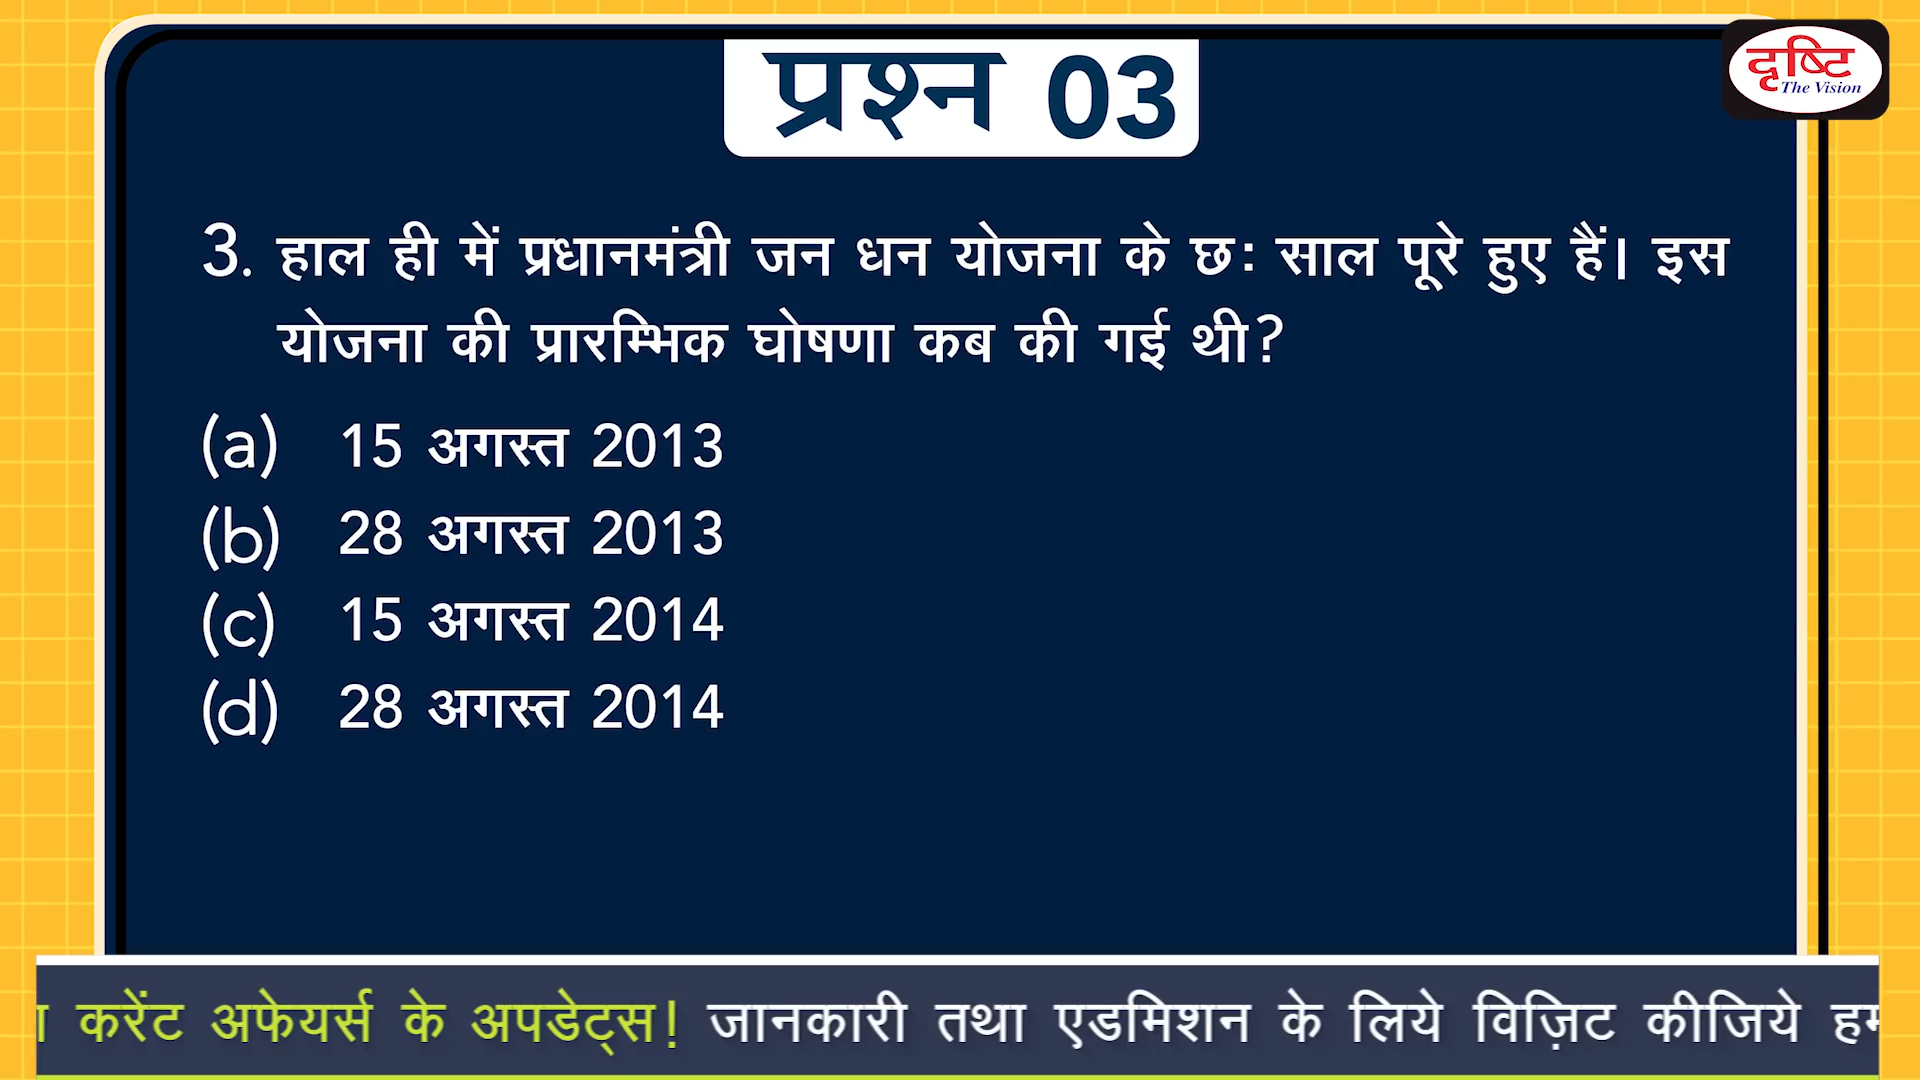 प्रश्न 03
दृष्टि
The Vision
3. हाल ही में प्रधानमंत्री जन धन योजना के छः साल पूरे हुए हैं। इस
योजना की प्रारम्भिक घोषणा कब की गई थी?
(a) 15 अगस्त 2013
(b) 28 अगस्त 2013
(c) 15 अगस्त 2014
(d) 28 अगस्त 2014
करेंट अफेयर्स के अपडेट्स! जानकारी तथा एडमिशन के लिये विज़िट कीजिये